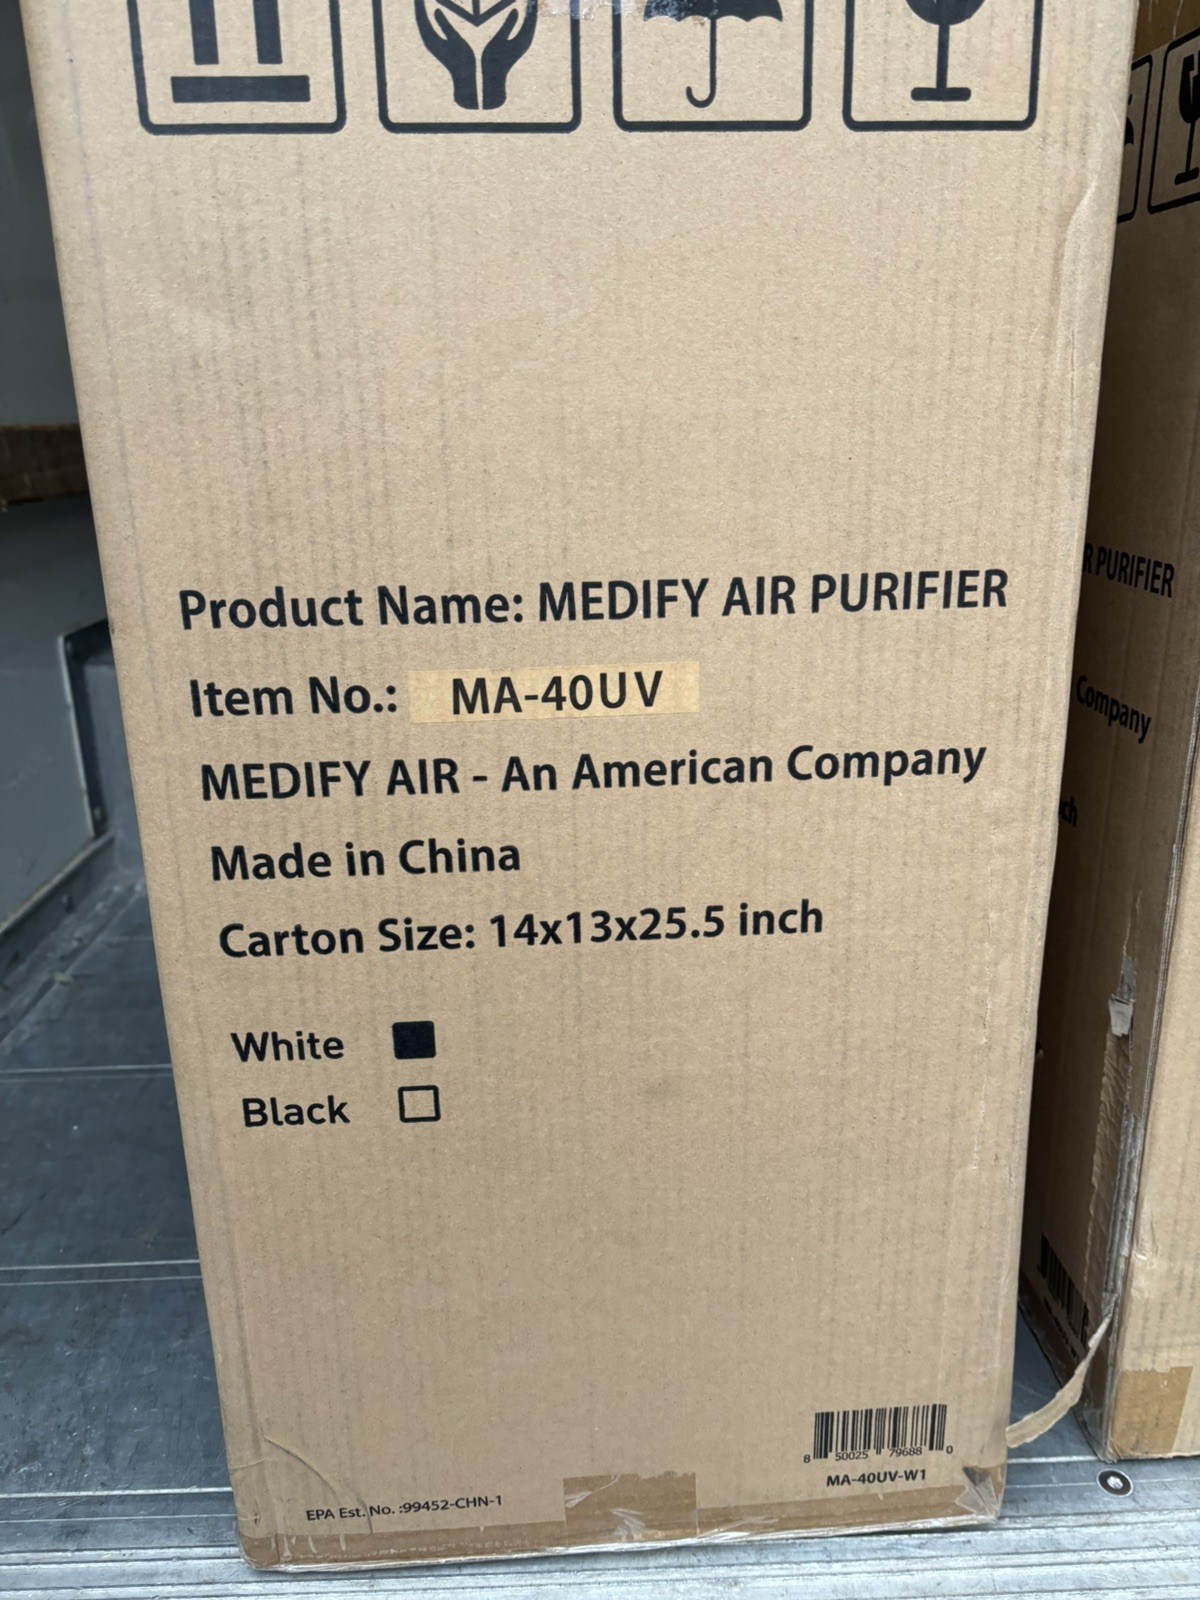 Product Name: MEDIFY AIR PURIFIER
Item No.: MA-40UV
MEDIFY AIR - An American Company
Made in China
Carton Size: 14x13x25.5 inch
White
Black
8 50025 79688 0
MA-40UV-W1
EPA Est. No. :99452-CHN-1
R PURIFIER
Company
ch